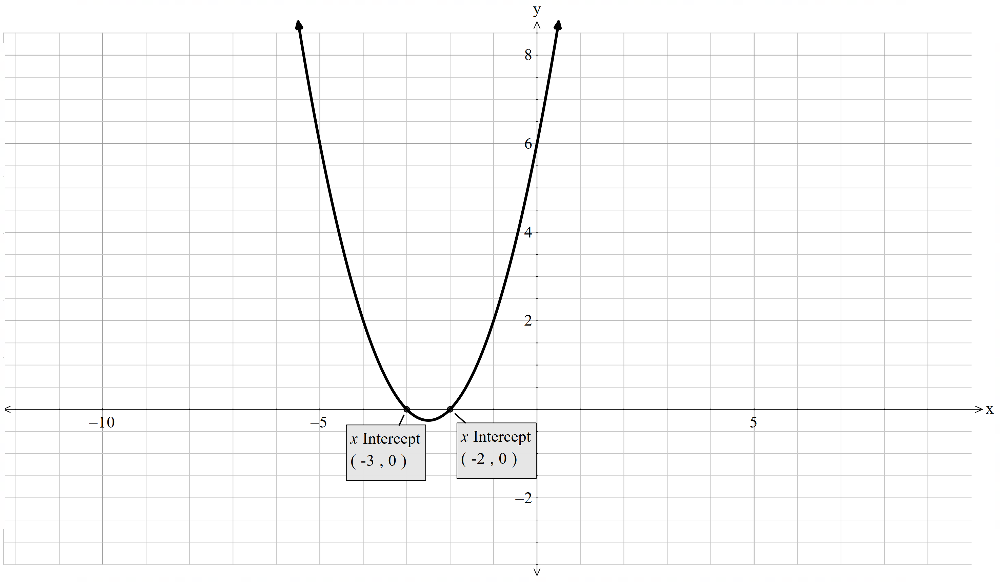 y
8
6
4
2
–10 –5 5 x
x Intercept
( -3 , 0 )
x Intercept
( -2 , 0 )
–2